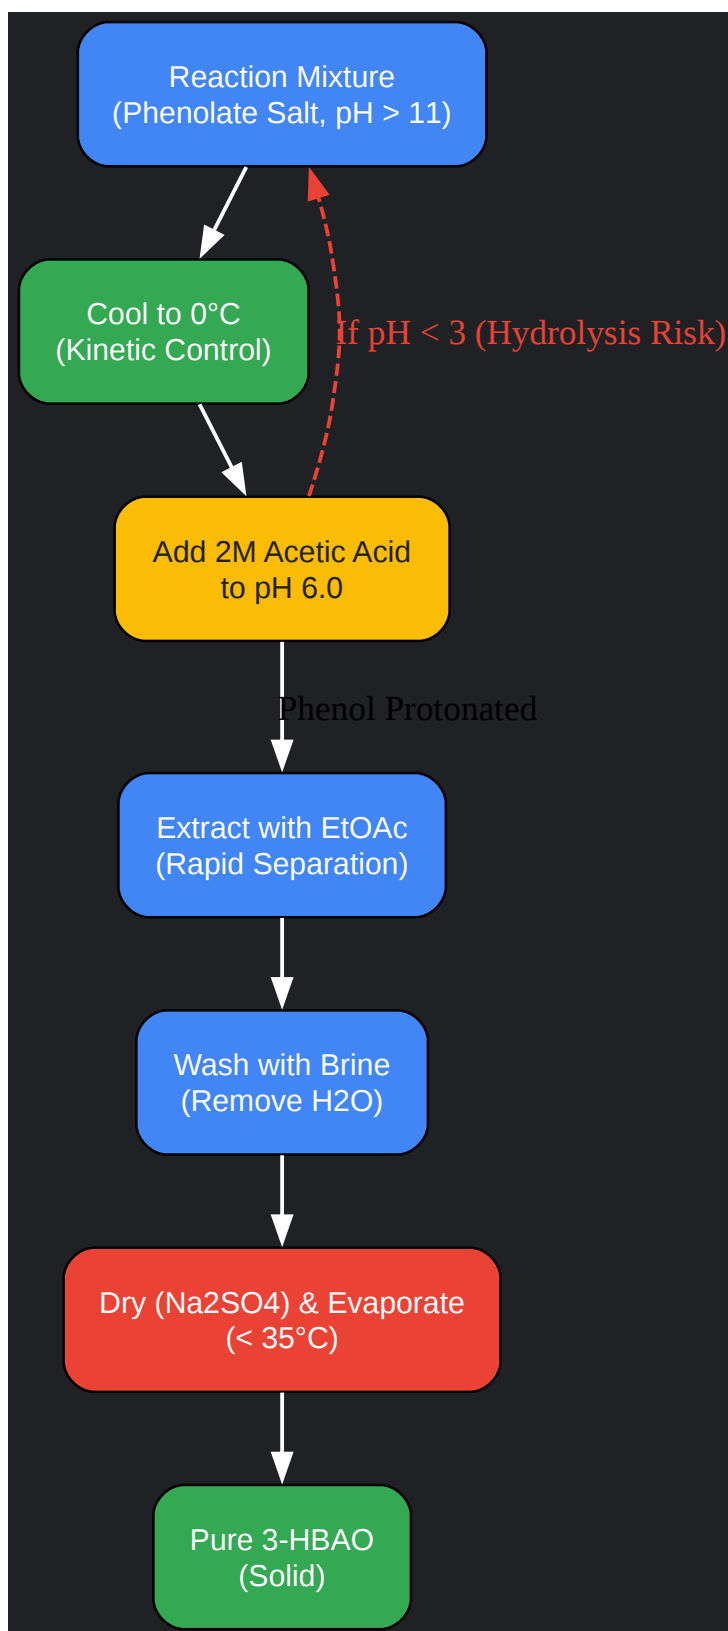 Reaction Mixture
(Phenolate Salt, pH > 11)
Cool to 0°C
(Kinetic Control)
If pH < 3 (Hydrolysis Risk)
Add 2M Acetic Acid
to pH 6.0
Phenol Protonated
Extract with EtOAc
(Rapid Separation)
Wash with Brine
(Remove H2O)
Dry (Na2SO4) & Evaporate
(< 35°C)
Pure 3-HBAO
(Solid)